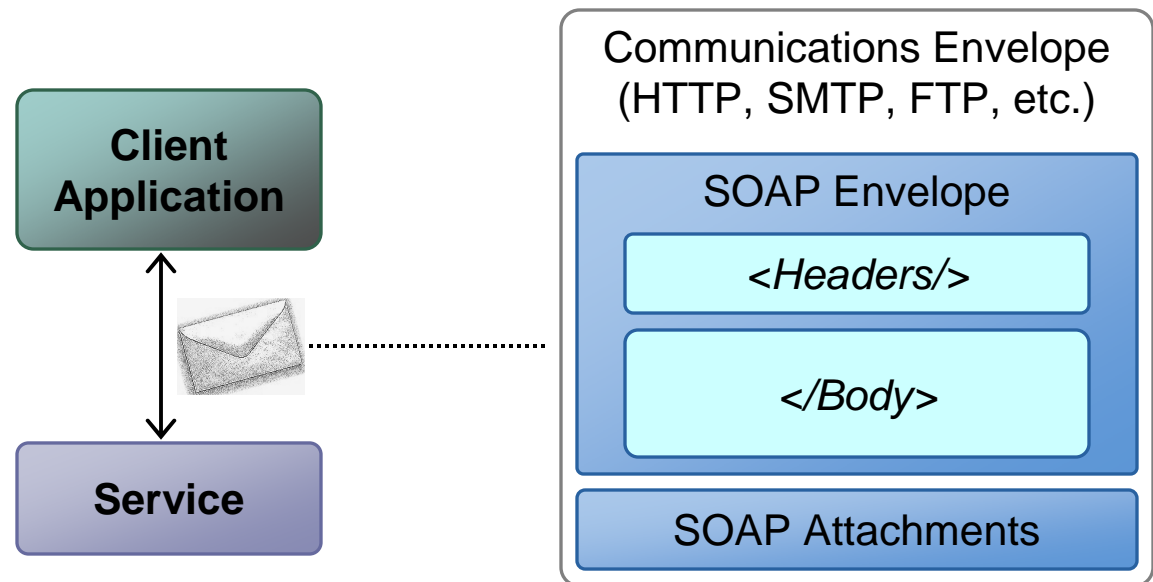 Client
Application
Service
Communications Envelope
(HTTP, SMTP, FTP, etc.)
SOAP Envelope
<Headers/>
</Body>
SOAP Attachments